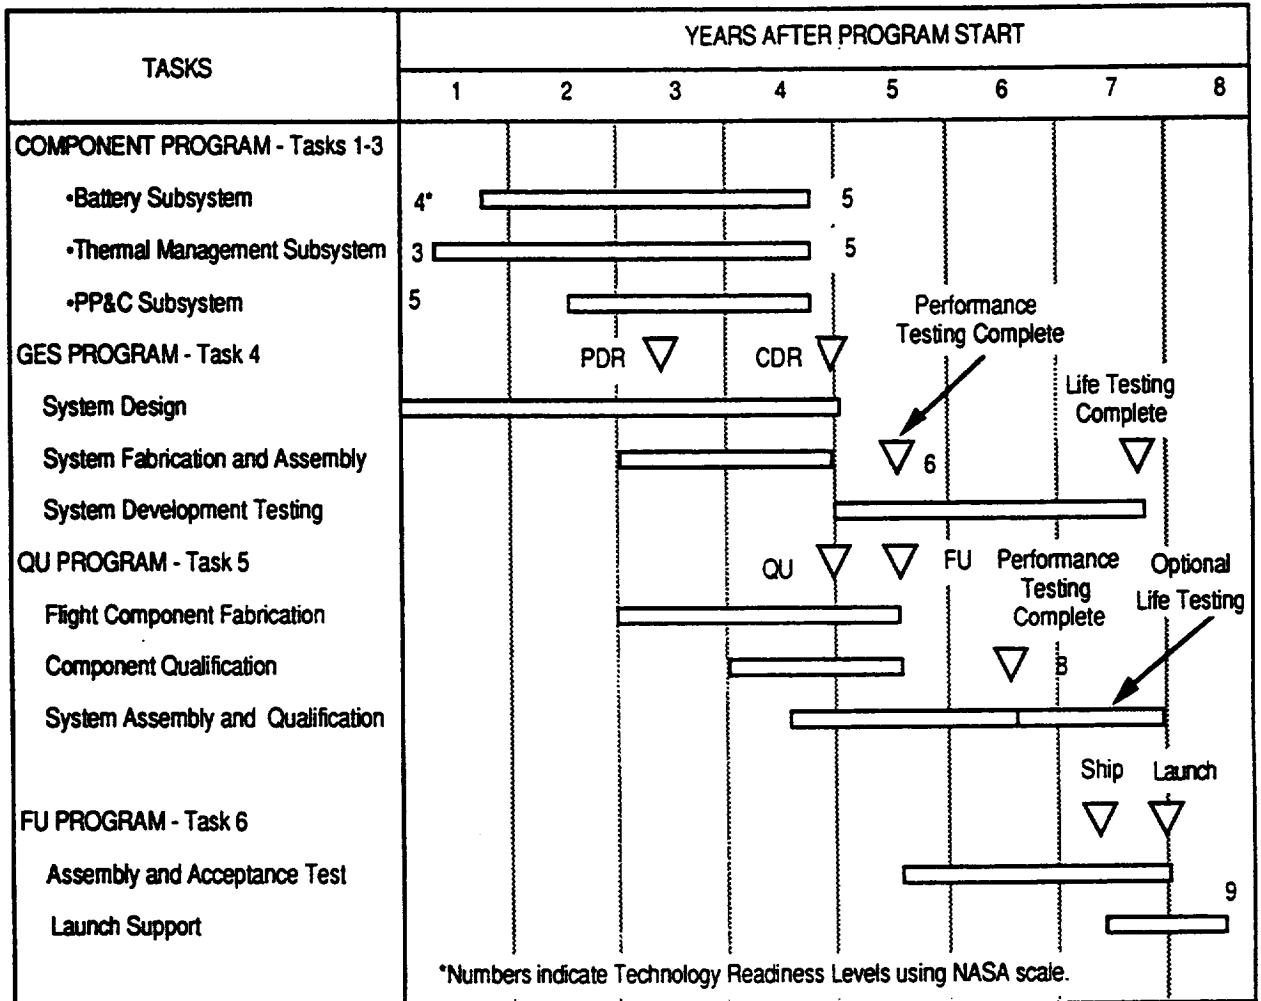 YEARS AFTER PROGRAM START
TASKS
1 2 3 4 5 6 7 8
COMPONENT PROGRAM - Tasks 1-3
•Battery Subsystem 4* 5
•Thermal Management Subsystem 3 5
•PP&C Subsystem 5
Performance
Testing Complete
GES PROGRAM - Task 4 PDR CDR
Life Testing
Complete
System Design
System Fabrication and Assembly 6
System Development Testing
QU PROGRAM - Task 5 QU FU
Performance
Testing
Complete
Optional
Life Testing
Flight Component Fabrication
Component Qualification 8
System Assembly and Qualification
Ship Launch
FU PROGRAM - Task 6
Assembly and Acceptance Test
9
Launch Support
*Numbers indicate Technology Readiness Levels using NASA scale.